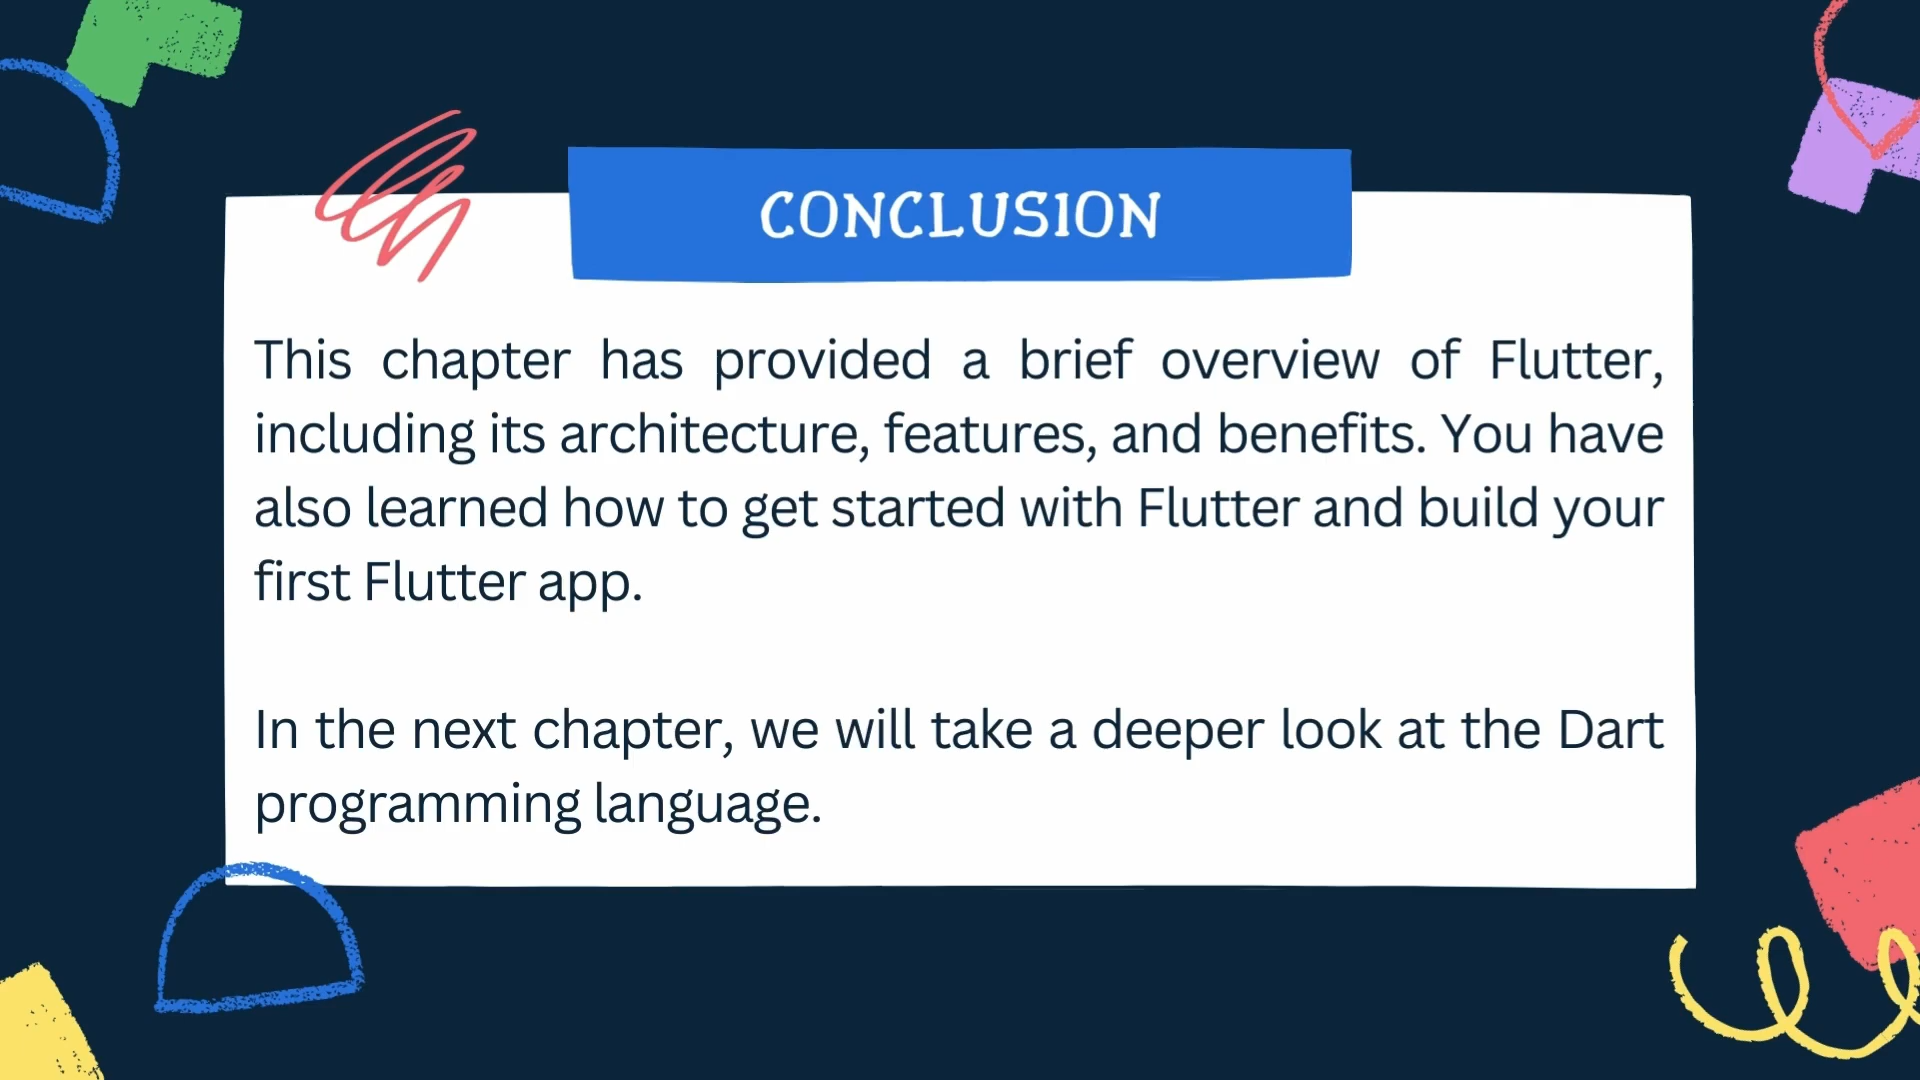 CONCLUSION
This chapter has provided a brief overview of Flutter,
including its architecture, features, and benefits. You have
also learned how to get started with Flutter and build your
first Flutter app.
In the next chapter, we will take a deeper look at the Dart
programming language.